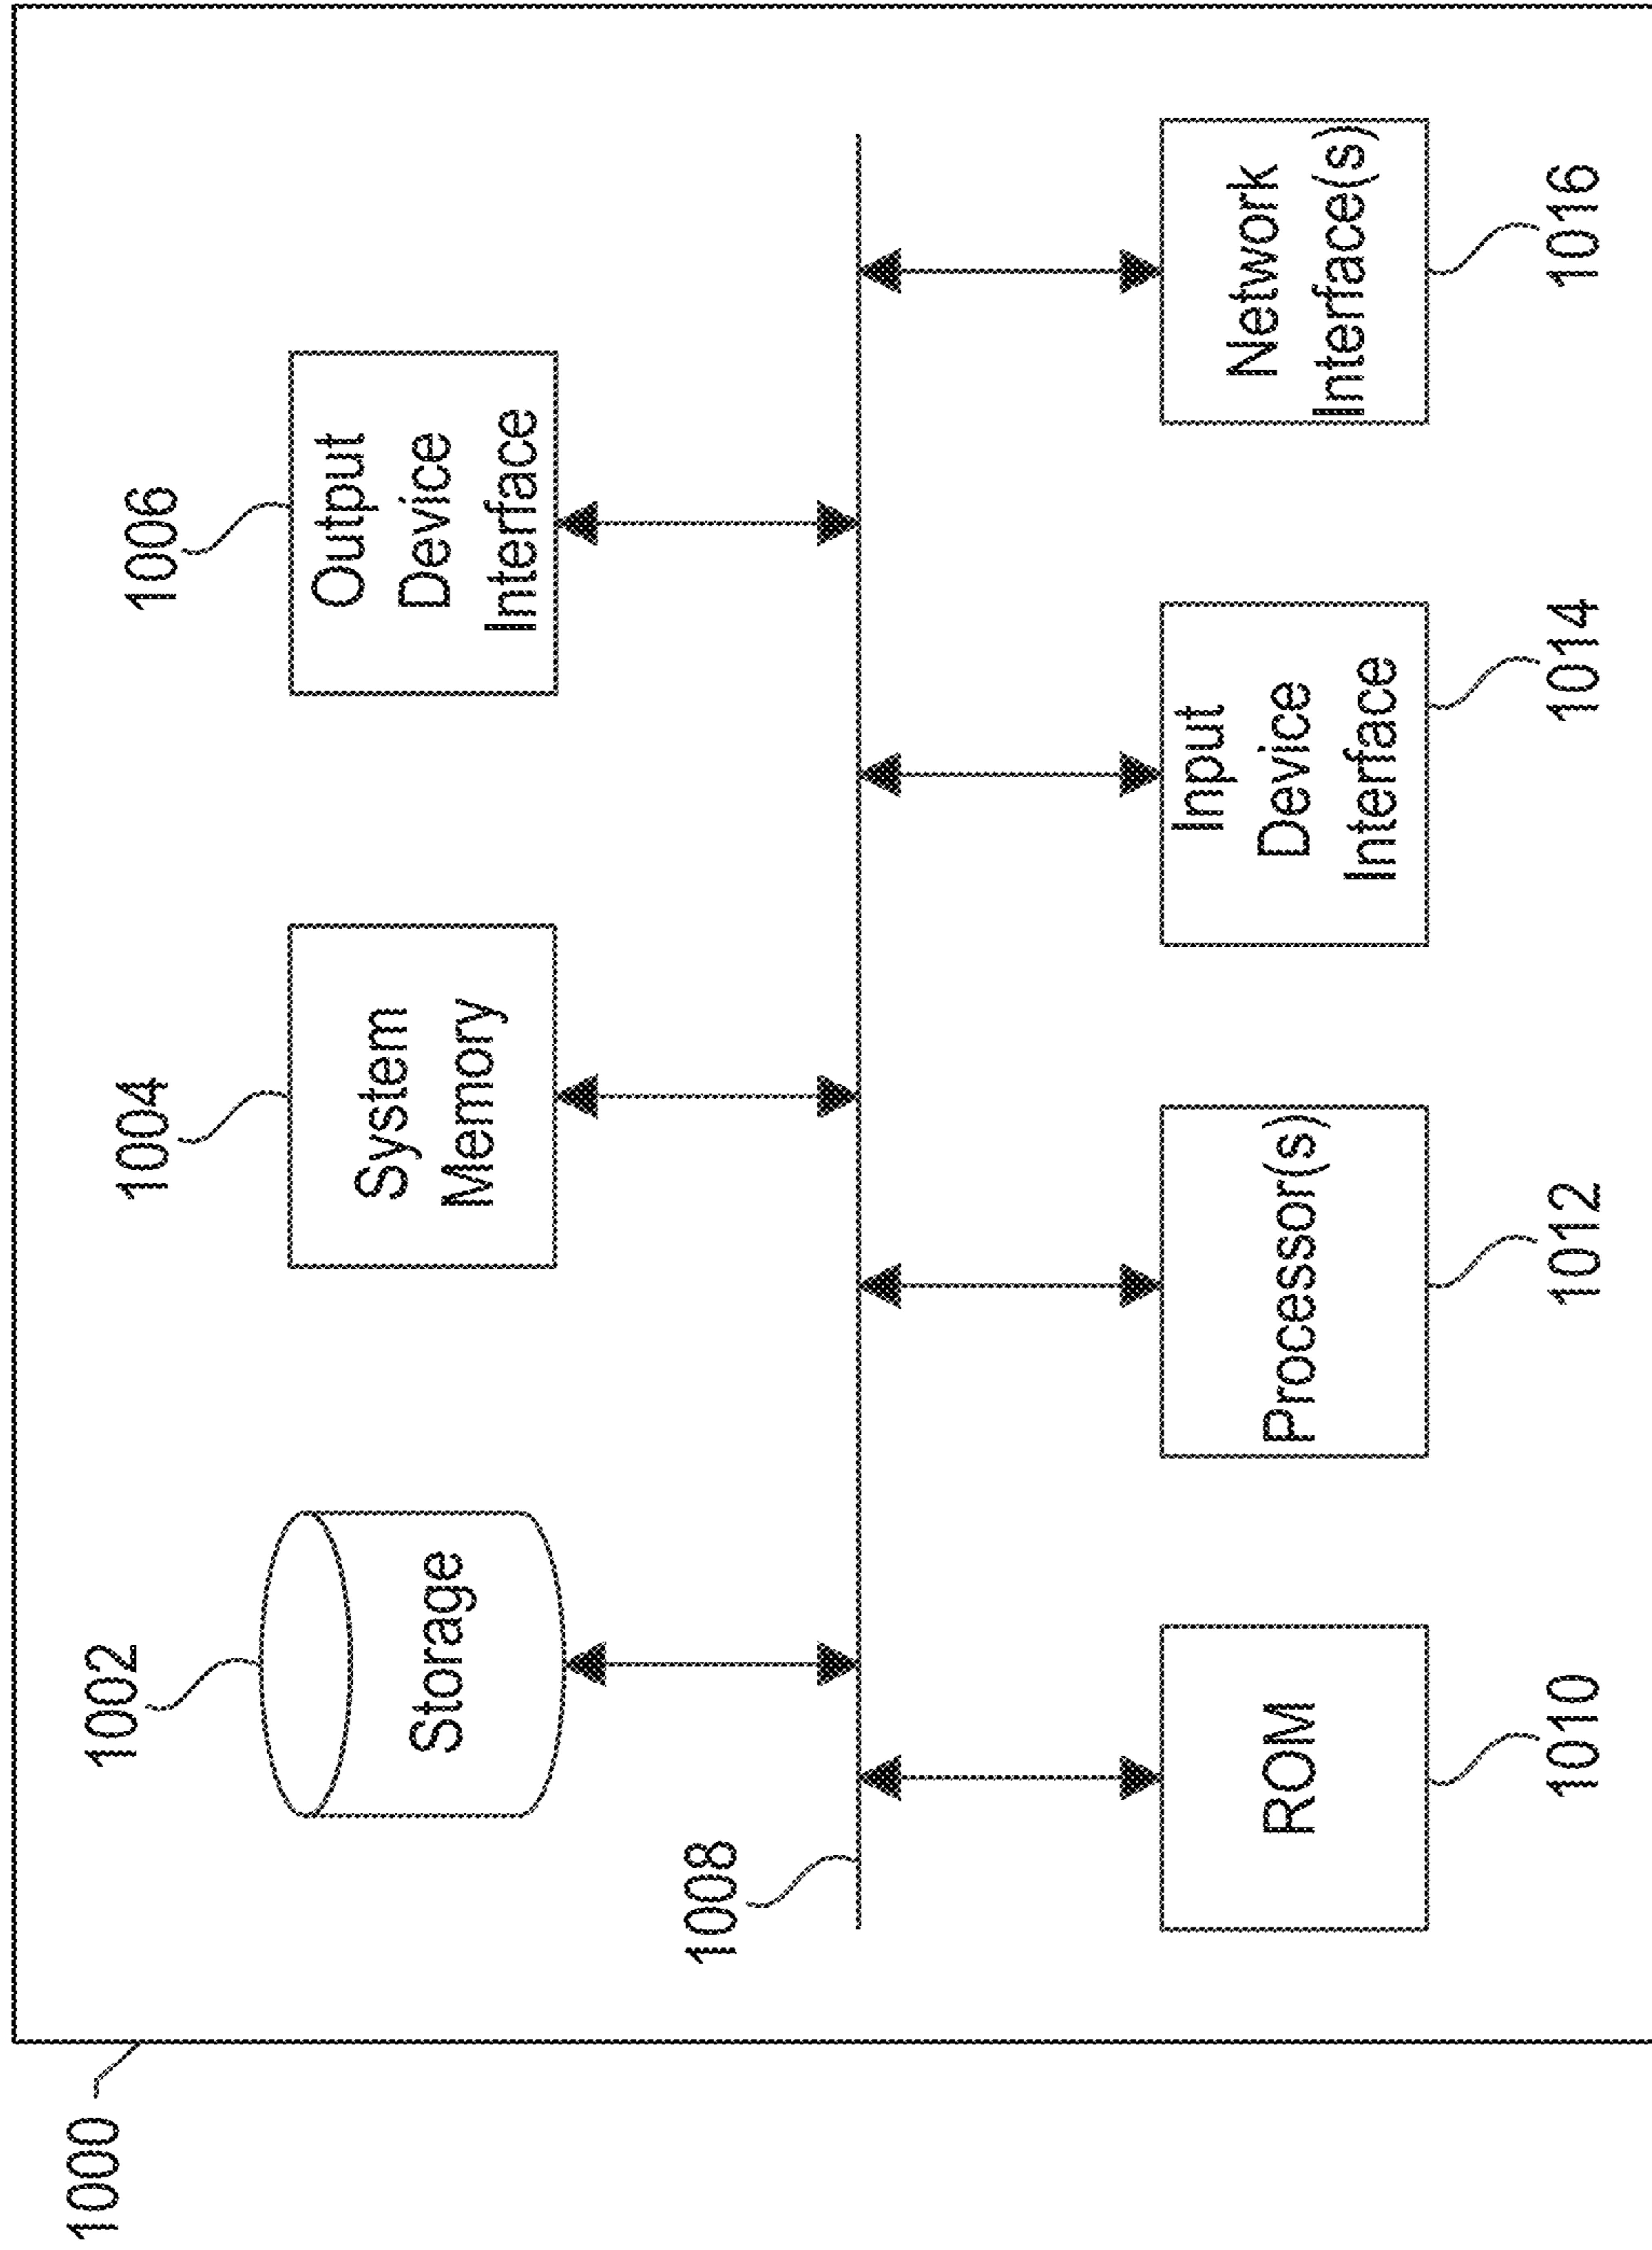 1000
1002
1004
1006
Storage
System
Memory
Output
Device
Interface
1008
ROM
Processor(s)
Input
Device
Interface
Network
Interface(s)
1010
1012
1014
1016